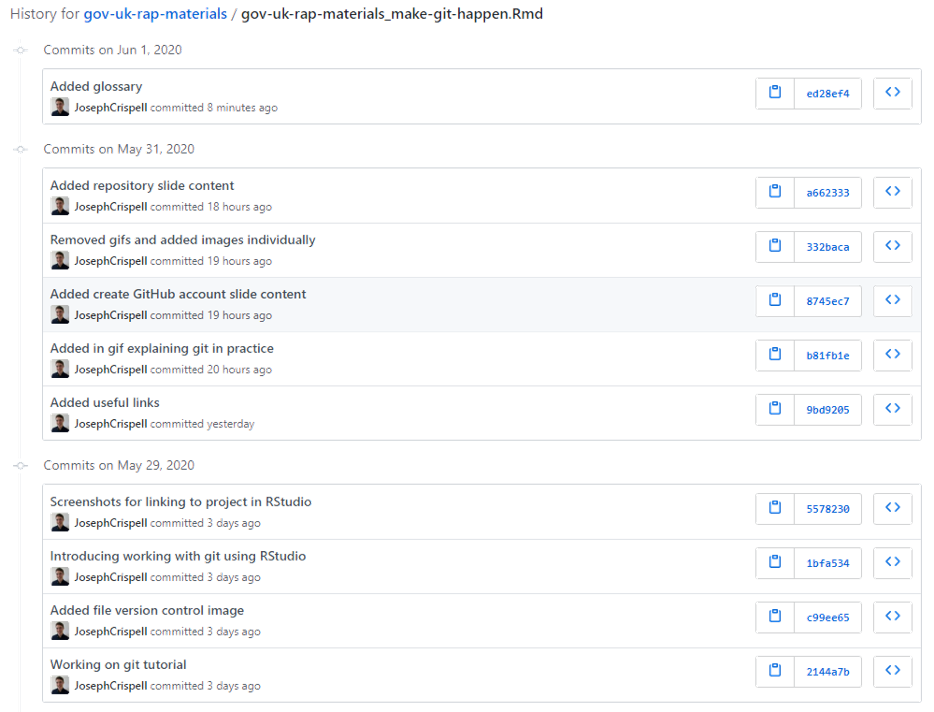 History for gov-uk-rap-materials / gov-uk-rap-materials_make-git-happen.Rmd
Commits on Jun 1, 2020
Added glossary
JosephCrispell committed 8 minutes ago
ed28ef4
Commits on May 31, 2020
Added repository slide content
JosephCrispell committed 18 hours ago
a662333
Removed gifs and added images individually
JosephCrispell committed 19 hours ago
332baca
Added create GitHub account slide content
JosephCrispell committed 19 hours ago
8745ec7
Added in gif explaining git in practice
JosephCrispell committed 20 hours ago
b81fb1e
Added useful links
JosephCrispell committed yesterday
9bd9205
Commits on May 29, 2020
Screenshots for linking to project in RStudio
JosephCrispell committed 3 days ago
5578230
Introducing working with git using RStudio
JosephCrispell committed 3 days ago
1bfa534
Added file version control image
JosephCrispell committed 3 days ago
c99ee65
Working on git tutorial
JosephCrispell committed 3 days ago
2144a7b